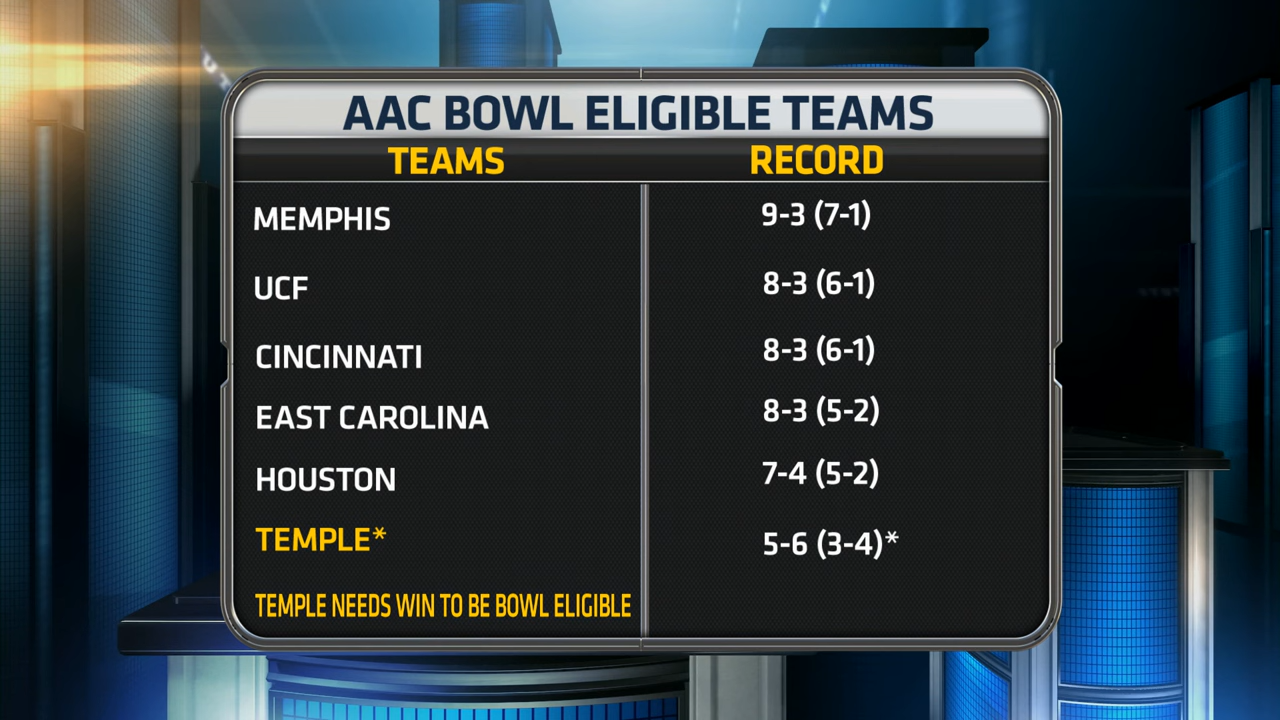 AAC BOWL ELIGIBLE TEAMS
TEAMS RECORD
MEMPHIS 9-3 (7-1)
UCF 8-3 (6-1)
CINCINNATI 8-3 (6-1)
EAST CAROLINA 8-3 (5-2)
HOUSTON 7-4 (5-2)
TEMPLE* 5-6 (3-4)*
TEMPLE NEEDS WIN TO BE BOWL ELIGIBLE